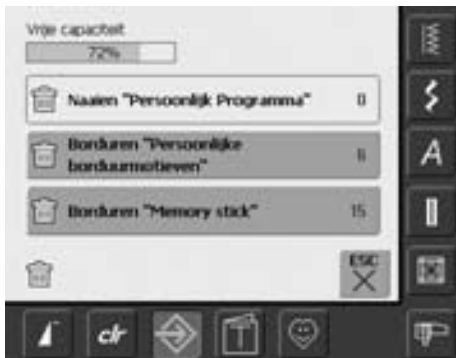 Vrije capaciteit
72%
Naaien "Persoonlijk Programma" 0
Borduren "Persoonlijke
borduurmotieven" 6
Borduren "Memory stick" 15
ESC
A
clr